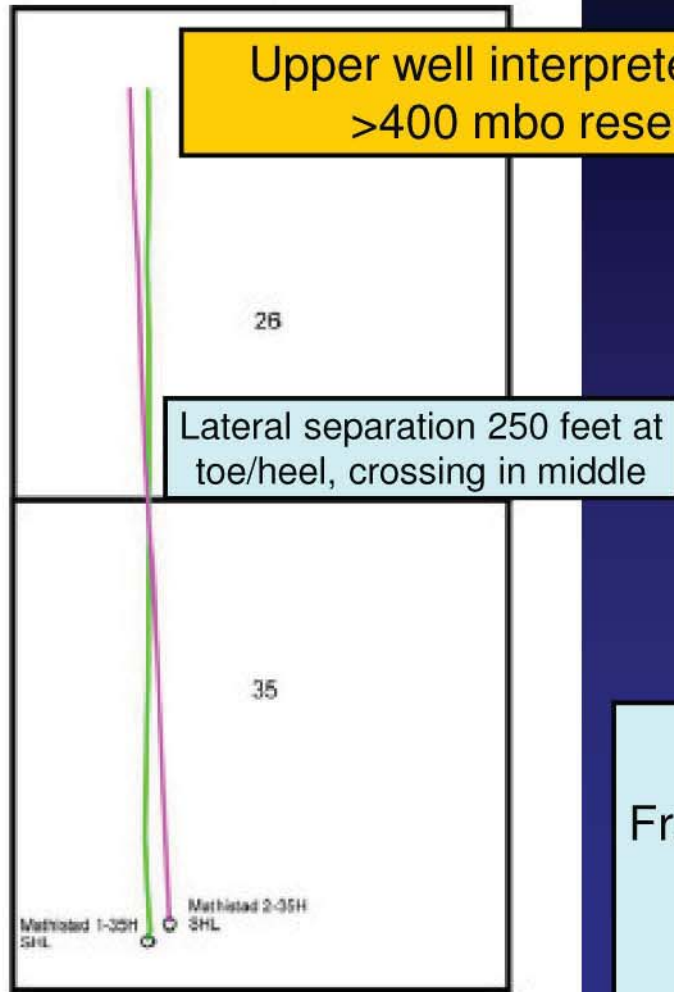 Upper well interprete
>400 mbo rese
26
Lateral separation 250 feet at
toe/heel, crossing in middle
35
Fr
Mathistad 2-35H
SHL
Mathistad 1-35H
SHL